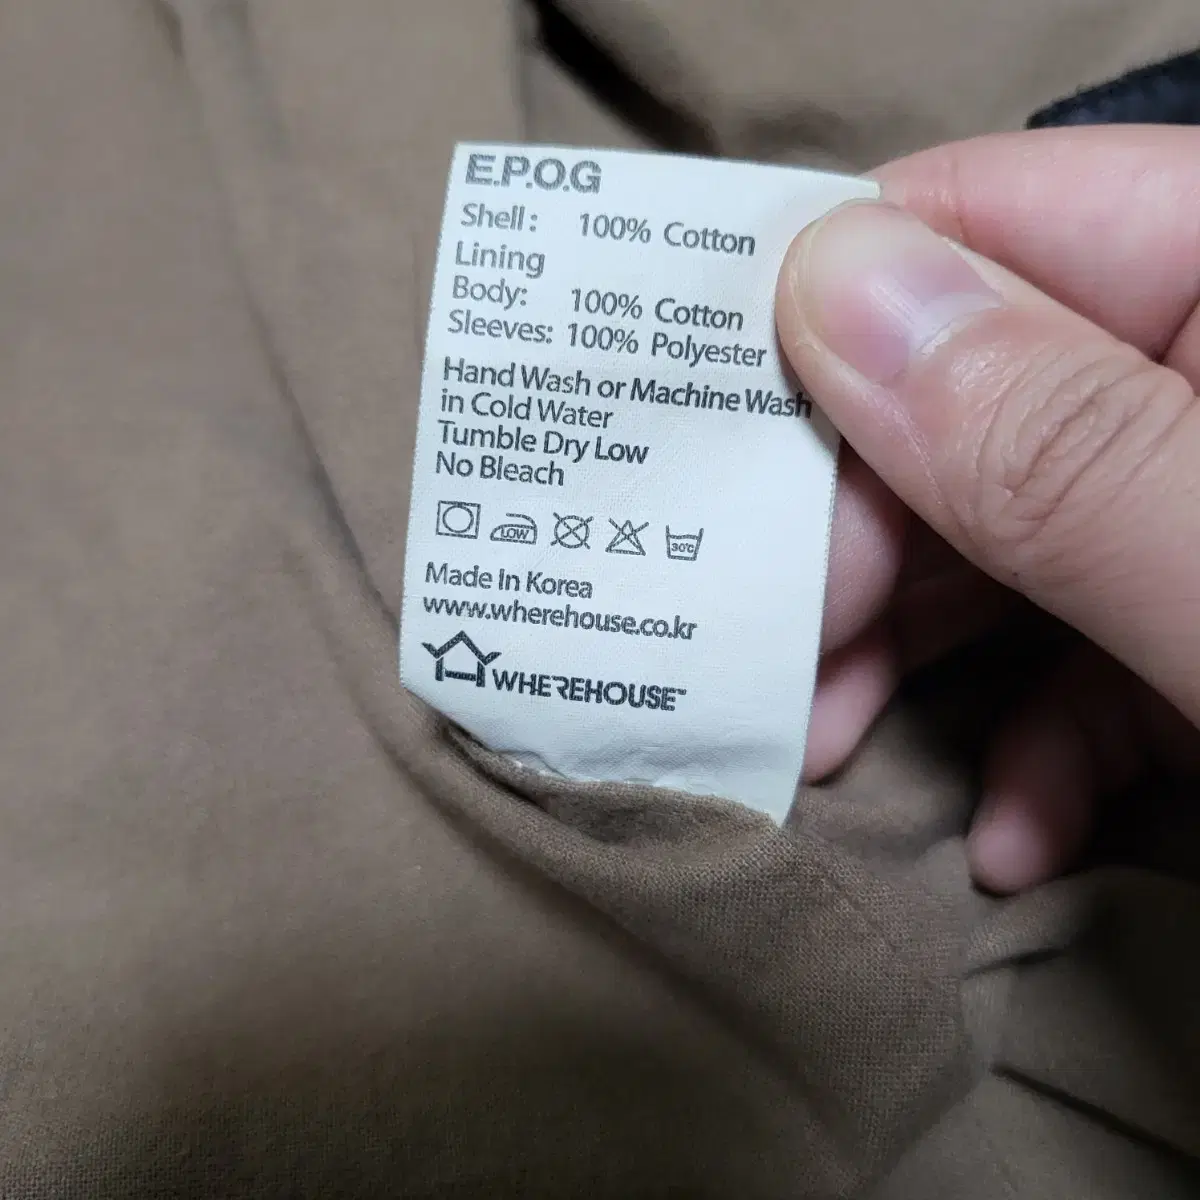 E.P.O.G
Shell: 100% Cotton
Lining
Body: 100% Cotton
Sleeves: 100% Polyester
Hand Wash or Machine Wash
in Cold Water
Tumble Dry Low
No Bleach
LOW 30°C
Made In Korea
www.wherehouse.co.kr
WHEREHOUSE™